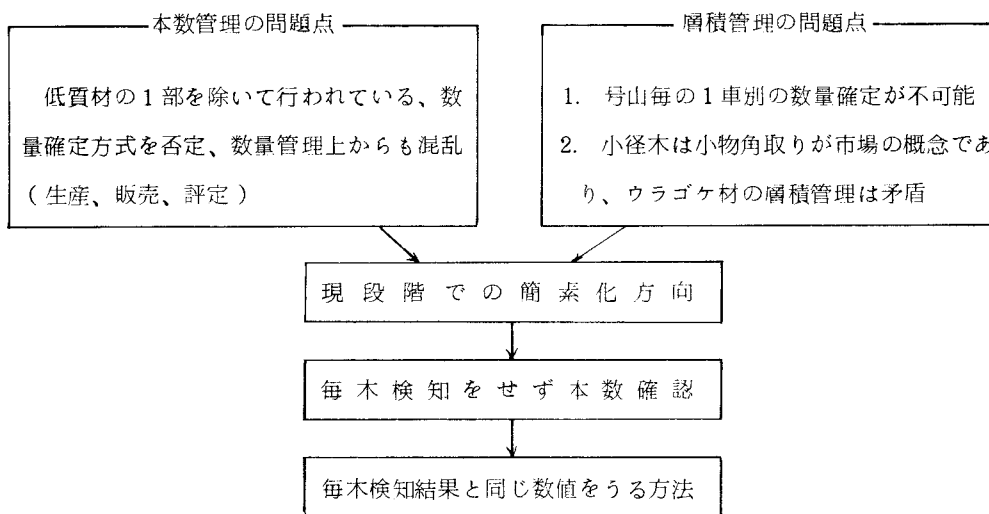 本数管理の問題点
低質材の1部を除いて行われている、数
量確定方式を否定、数量管理上からも混乱
(生産、販売、評定)
層積管理の問題点
1. 号山毎の1車別の数量確定が不可能
2. 小径木は小物角取りが市場の概念であ
り、ウラゴケ材の層積管理は矛盾
現段階での簡素化方向
毎木検知をせず本数確認
毎木検知結果と同じ数値をうる方法